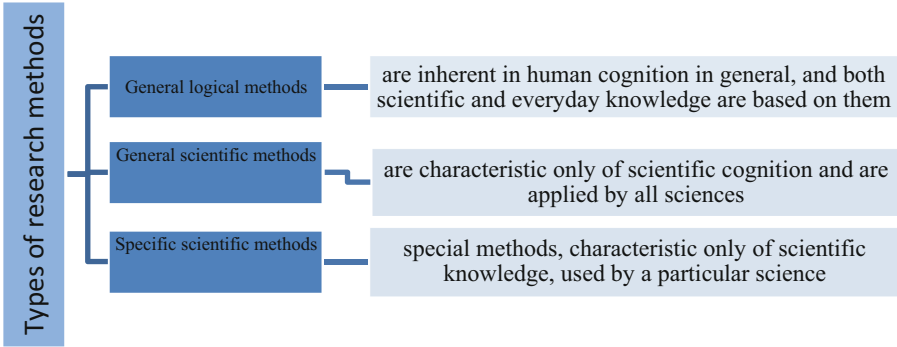 Types of research methods
General logical methods
are inherent in human cognition in general, and both
scientific and everyday knowledge are based on them
General scientific methods
are characteristic only of scientific cognition and are
applied by all sciences
Specific scientific methods
special methods, characteristic only of scientific
knowledge, used by a particular science